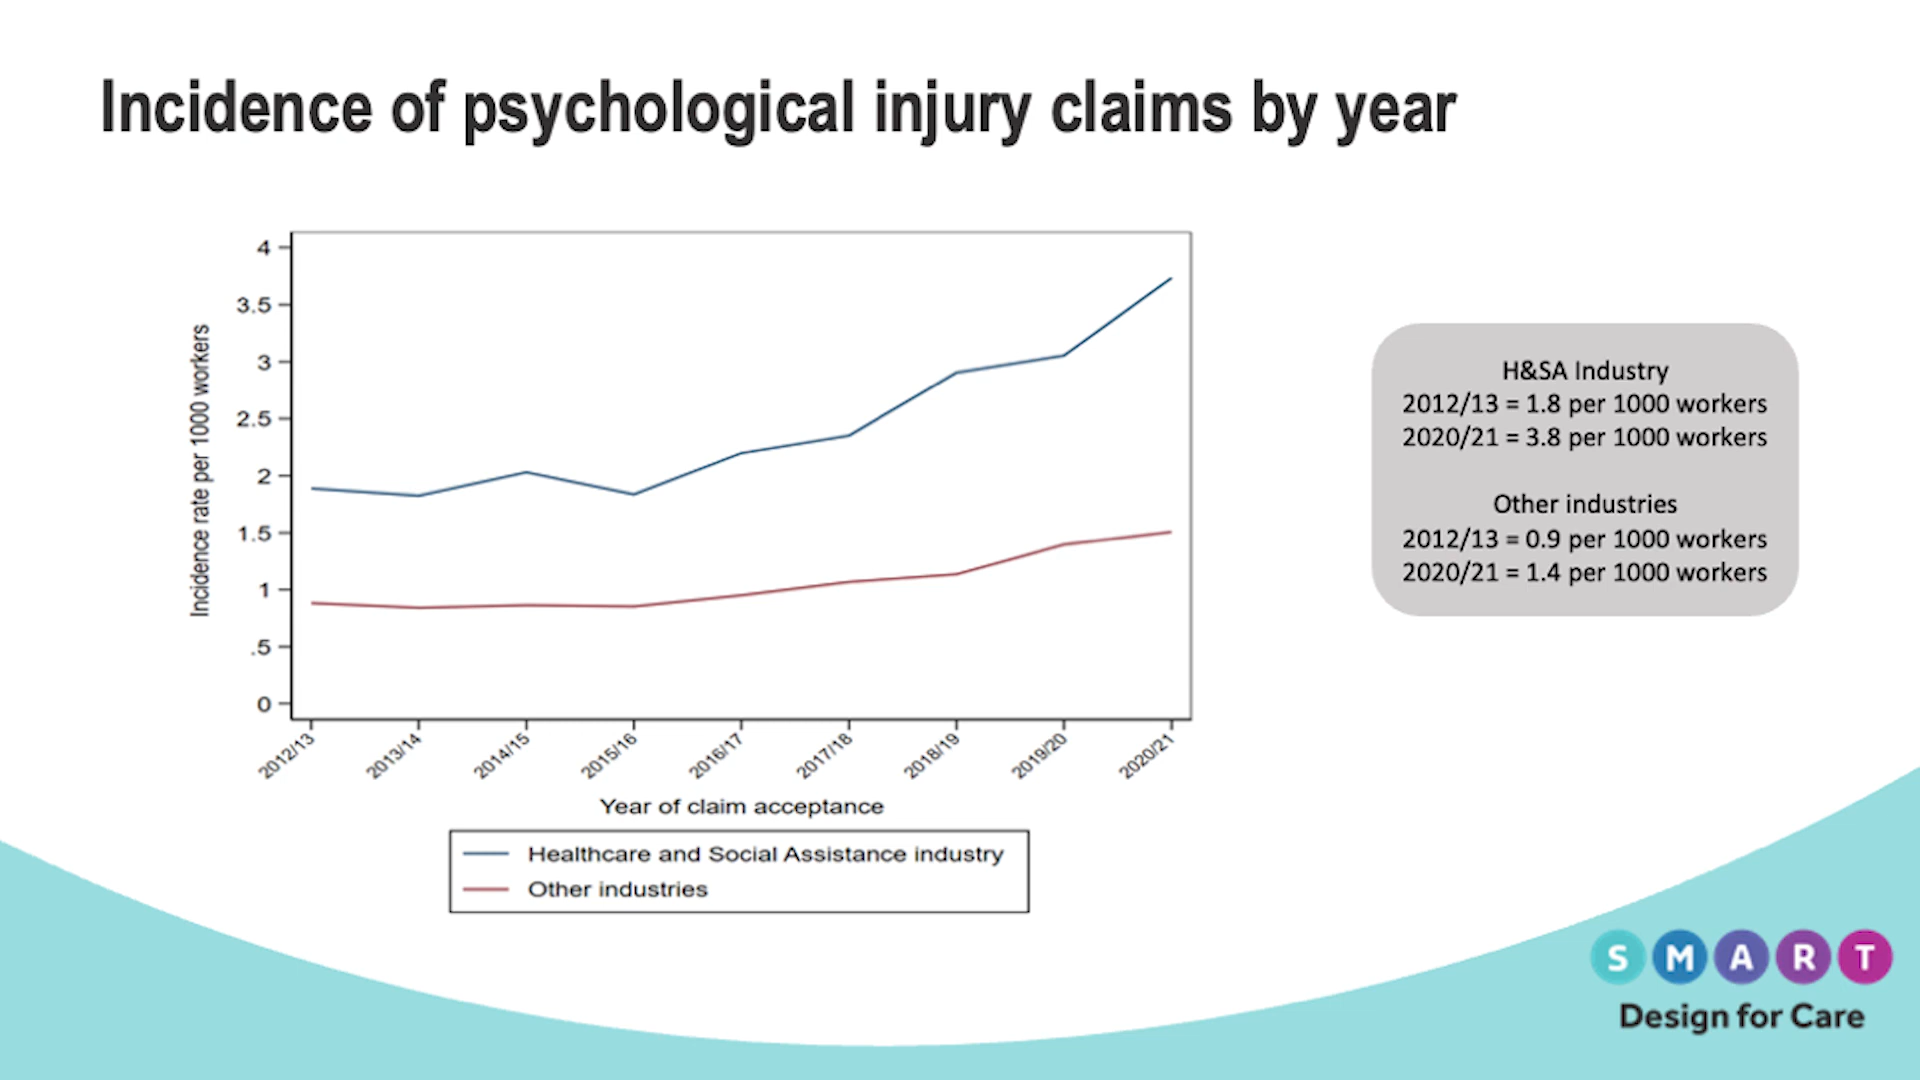 Incidence of psychological injury claims by year
4
3.5
3
2.5
2
1.5
1
.5
0
Incidence rate per 1000 workers
2012/13
2013/14
2014/15
2015/16
2016/17
2017/18
2018/19
2019/20
2020/21
Year of claim acceptance
Healthcare and Social Assistance industry
Other industries
H&SA Industry
2012/13 = 1.8 per 1000 workers
2020/21 = 3.8 per 1000 workers
Other industries
2012/13 = 0.9 per 1000 workers
2020/21 = 1.4 per 1000 workers
SMART
Design for Care